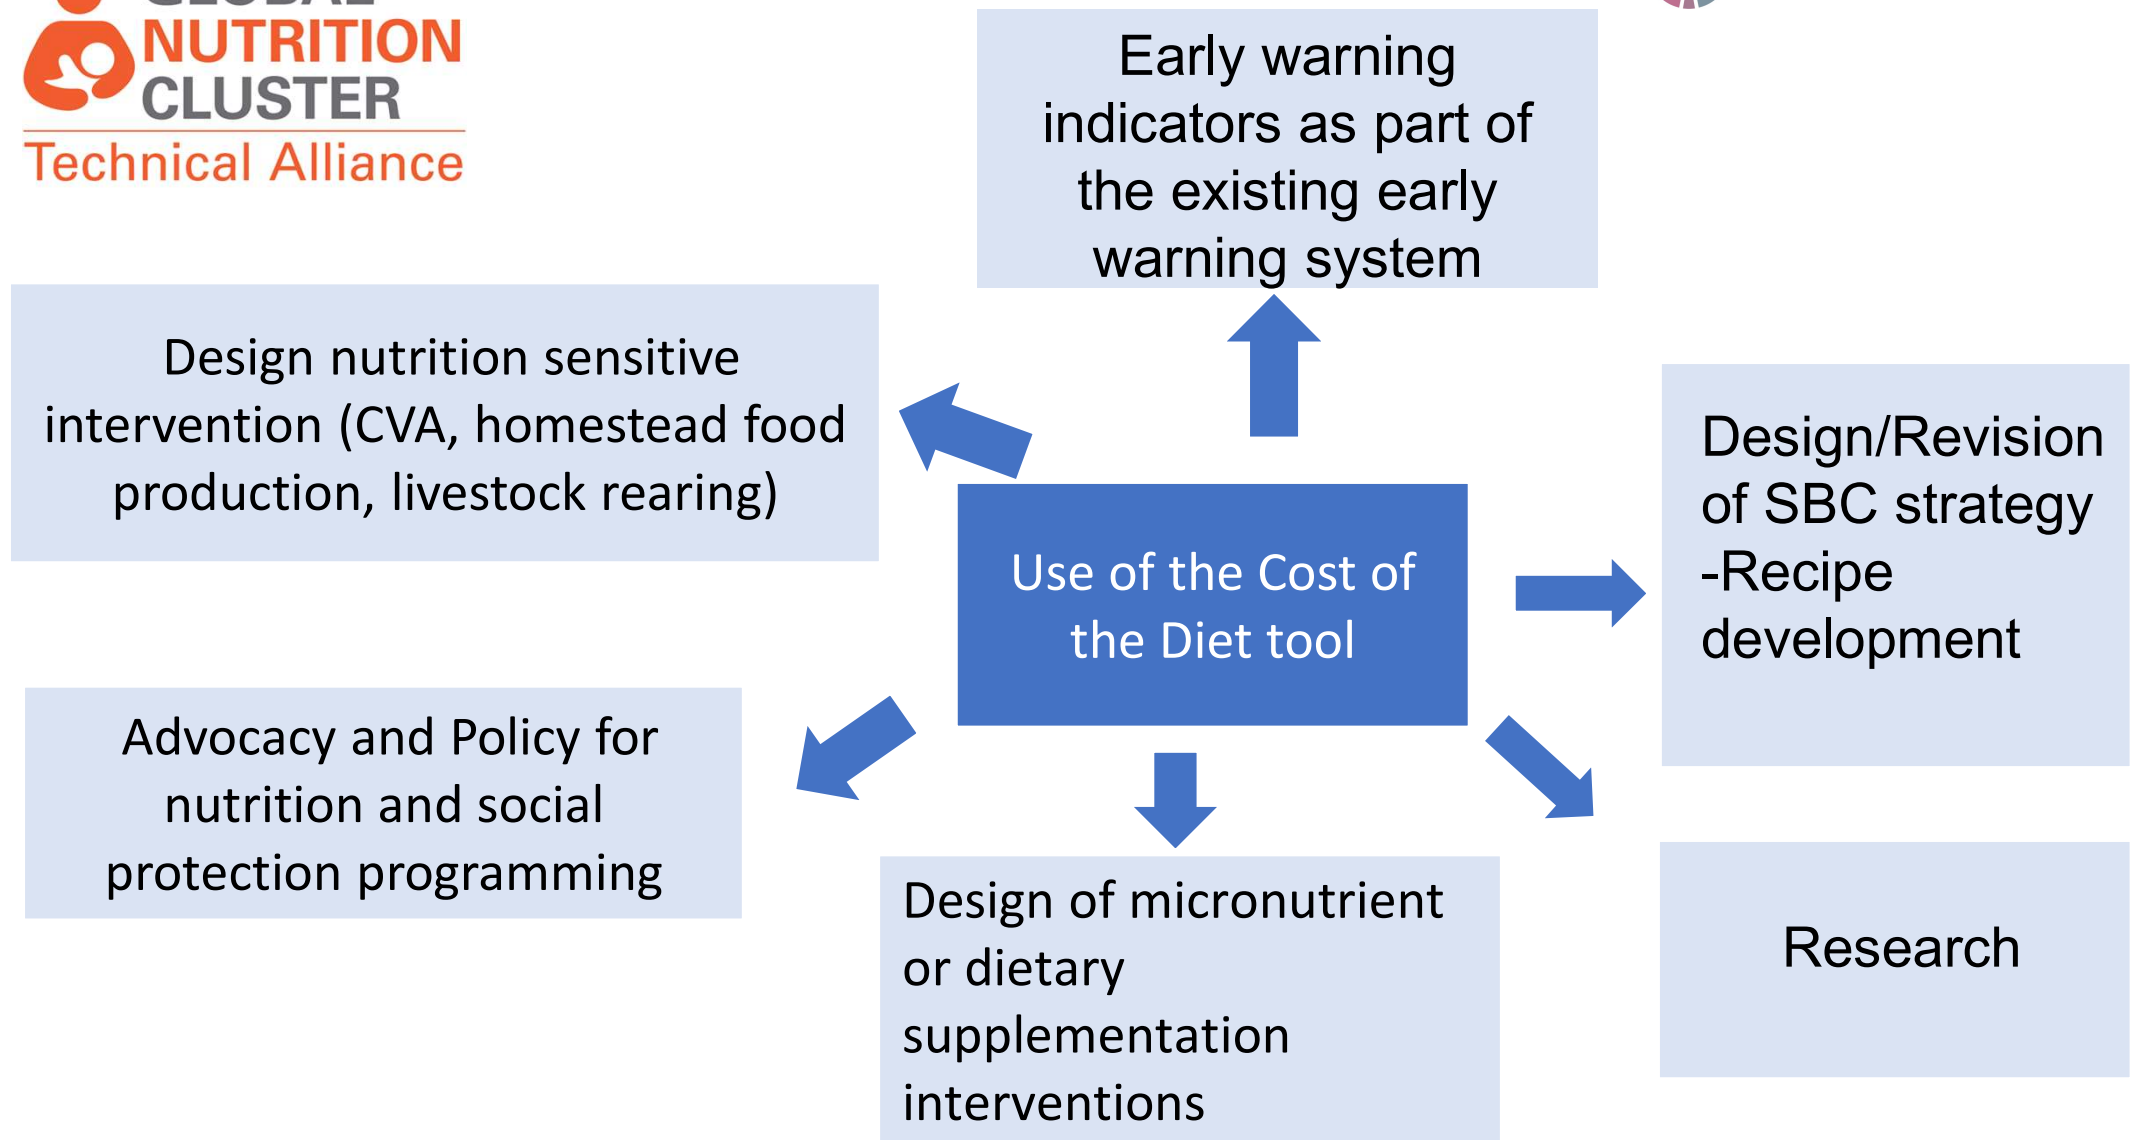 GLOBAL
NUTRITION
CLUSTER
Technical Alliance
Early warning
indicators as part of
the existing early
warning system
Design nutrition sensitive
intervention (CVA, homestead food
production, livestock rearing)
Design/Revision
of SBC strategy
-Recipe
development
Use of the Cost of
the Diet tool
Advocacy and Policy for
nutrition and social
protection programming
Design of micronutrient
or dietary
supplementation
interventions
Research